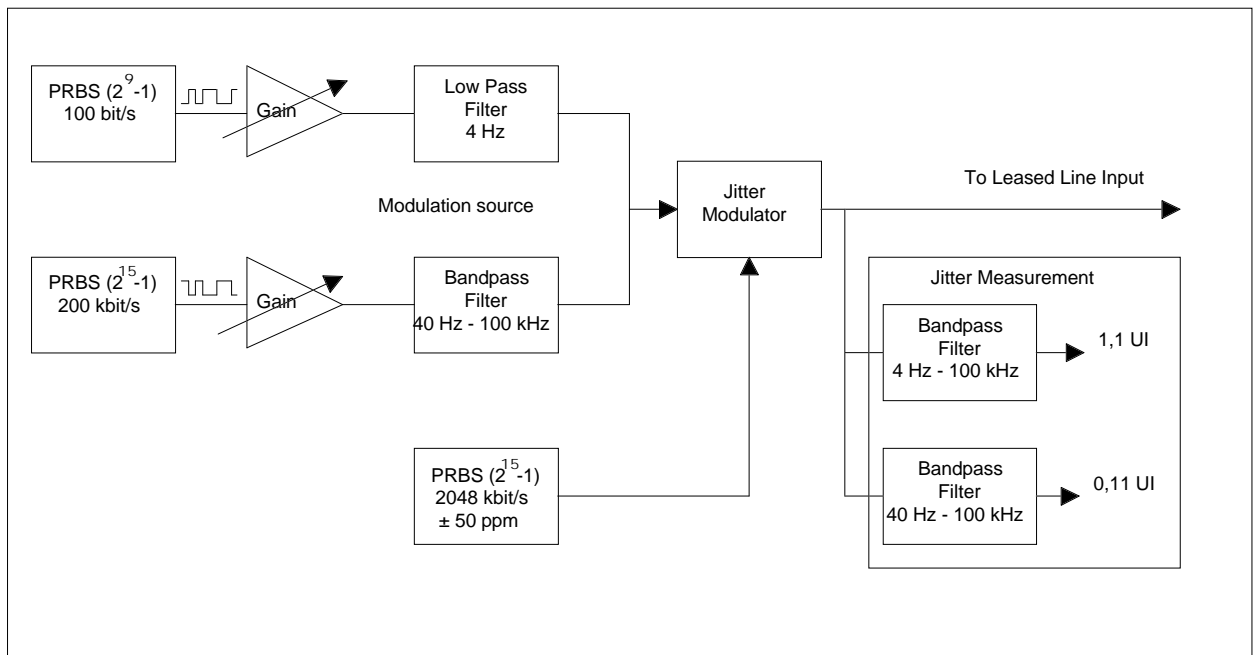 PRBS (2⁹-1)
100 bit/s
Gain
Low Pass
Filter
4 Hz
Modulation source
Jitter
Modulator
To Leased Line Input
PRBS (2¹⁵-1)
200 kbit/s
Gain
Bandpass
Filter
40 Hz - 100 kHz
Jitter Measurement
Bandpass
Filter
4 Hz - 100 kHz
1,1 UI
PRBS (2¹⁵-1)
2048 kbit/s
± 50 ppm
Bandpass
Filter
40 Hz - 100 kHz
0,11 UI